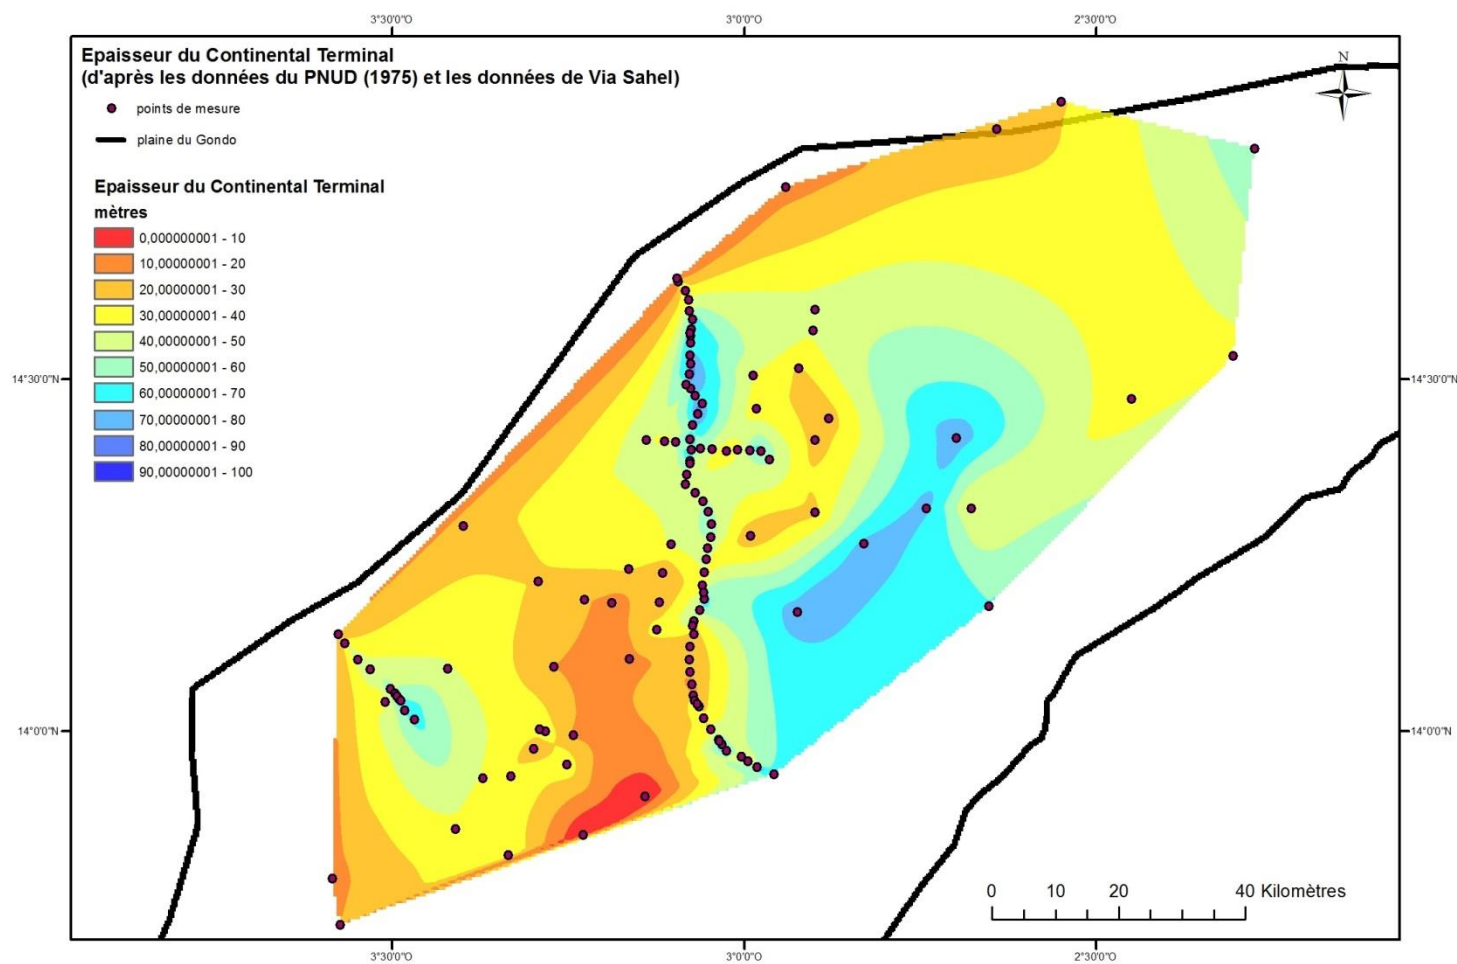 3°30'0"O 3°0'0"O 2°30'0"O
Epaisseur du Continental Terminal
(d'après les données du PNUD (1975) et les données de Via Sahel)
N
points de mesure
plaine du Gondo
Epaisseur du Continental Terminal
mètres
0,000000001 - 10
10,00000001 - 20
20,00000001 - 30
30,00000001 - 40
40,00000001 - 50
50,00000001 - 60
60,00000001 - 70
70,00000001 - 80
80,00000001 - 90
90,00000001 - 100
14°30'0"N 14°30'0"N
14°0'0"N 14°0'0"N
0 10 20 40 Kilomètres
3°30'0"O 3°0'0"O 2°30'0"O